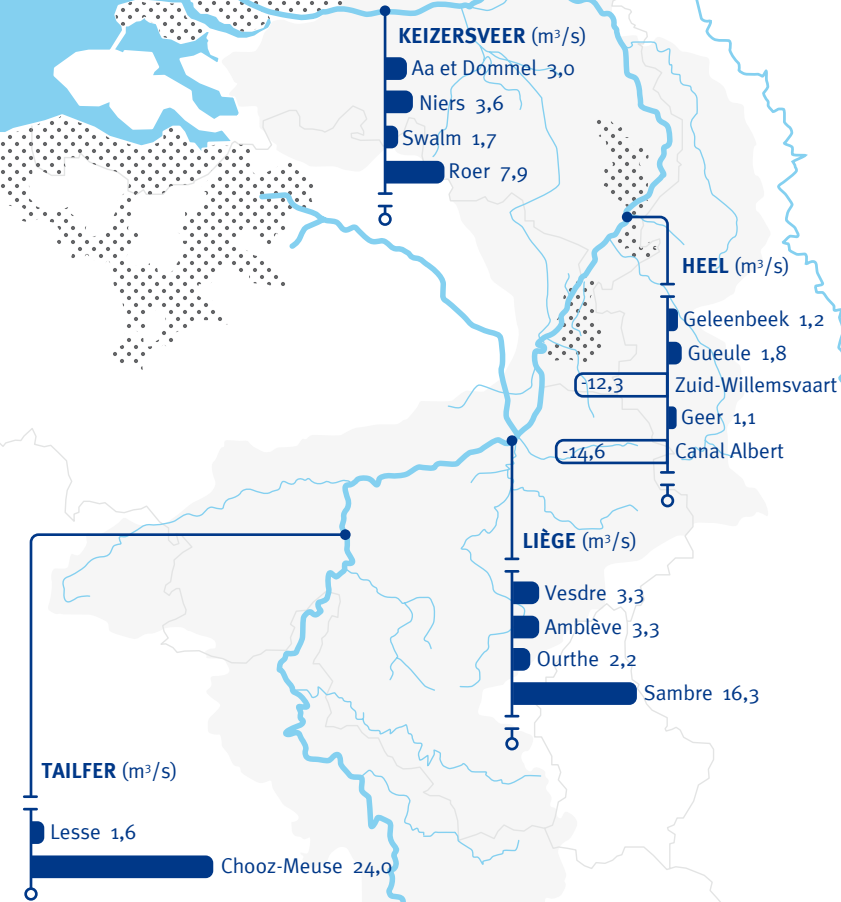 KEIZERSVEER (m³/s)
Aa et Dommel 3,0
Niers 3,6
Swalm 1,7
Roer 7,9
HEEL (m³/s)
Geleenbeek 1,2
Gueule 1,8
-12,3 Zuid-Willemsvaart
Geer 1,1
-14,6 Canal Albert
LIÈGE (m³/s)
Vesdre 3,3
Amblève 3,3
Ourthe 2,2
Sambre 16,3
TAILFER (m³/s)
Lesse 1,6
Chooz-Meuse 24,0